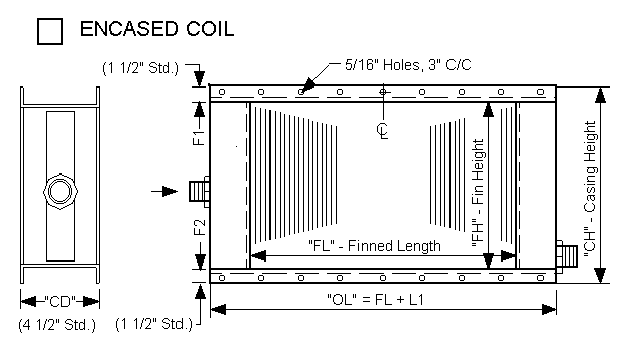 ENCASED COIL
(1 1/2" Std.)
5/16" Holes, 3" C/C
F1
CL
F2
"FL" - Finned Length
"FH" - Fin Height
"CH" - Casing Height
"CD"
(4 1/2" Std.)
(1 1/2" Std.)
"OL" = FL + L1